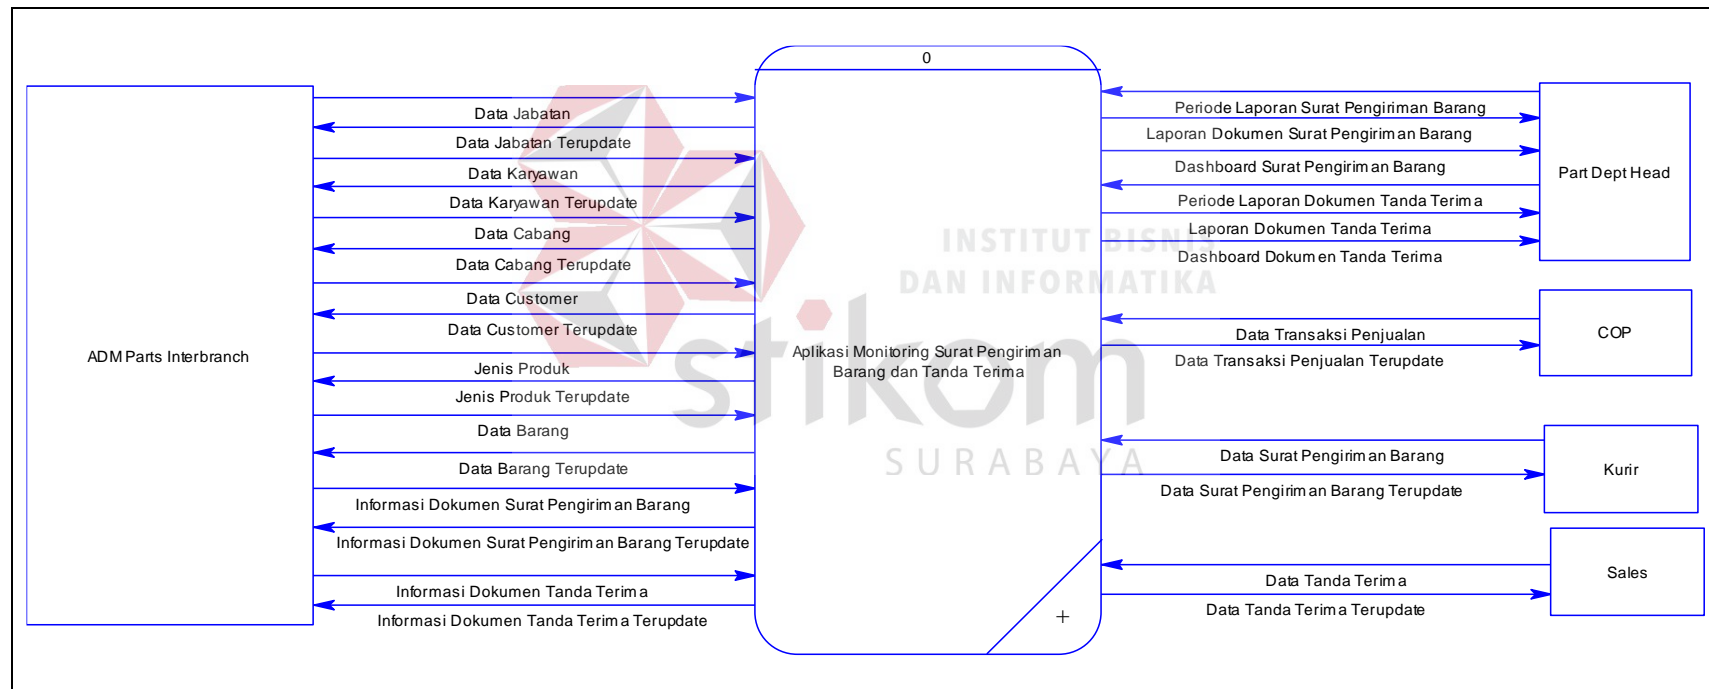 0
ADM Parts Interbranch
Data Jabatan
Data Jabatan Terupdate
Data Karyawan
Data Karyawan Terupdate
Data Cabang
Data Cabang Terupdate
Data Customer
Data Customer Terupdate
Jenis Produk
Jenis Produk Terupdate
Data Barang
Data Barang Terupdate
Informasi Dokumen Surat Pengiriman Barang
Informasi Dokumen Surat Pengiriman Barang Terupdate
Informasi Dokumen Tanda Terima
Informasi Dokumen Tanda Terima Terupdate
Aplikasi Monitoring Surat Pengiriman
Barang dan Tanda Terima
+
Periode Laporan Surat Pengiriman Barang
Laporan Dokumen Surat Pengiriman Barang
Dashboard Surat Pengiriman Barang
Periode Laporan Dokumen Tanda Terima
Laporan Dokumen Tanda Terima
Dashboard Dokumen Tanda Terima
Part Dept Head
Data Transaksi Penjualan
Data Transaksi Penjualan Terupdate
COP
Data Surat Pengiriman Barang
Data Surat Pengiriman Barang Terupdate
Kurir
Data Tanda Terima
Data Tanda Terima Terupdate
Sales
INSTITUT BISNIS
DAN INFORMATIKA
stikom
SURABAYA